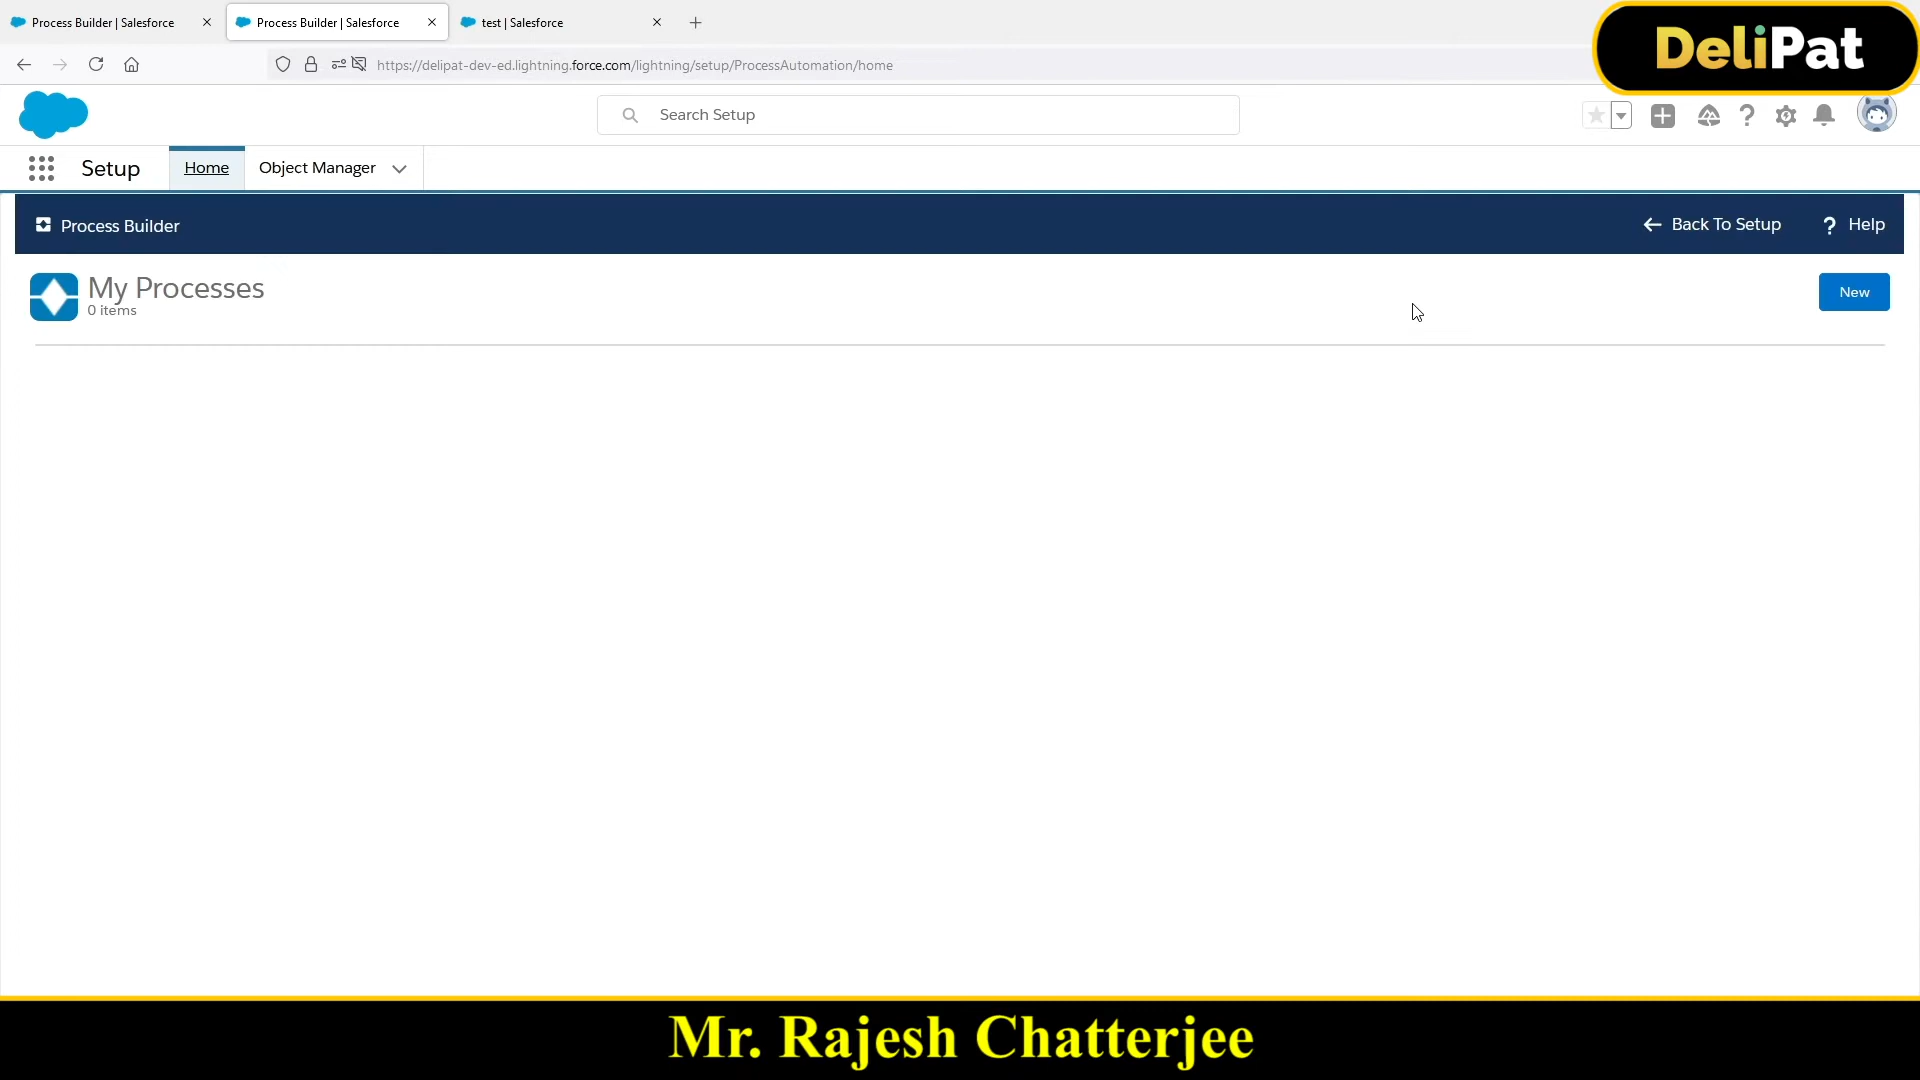 Process Builder | Salesforce
Process Builder | Salesforce
test | Salesforce
https://delipat-dev-ed.lightning.force.com/lightning/setup/ProcessAutomation/home
DeliPat
Search Setup
Setup
Home
Object Manager
Process Builder
Back To Setup
? Help
My Processes
0 items
New
Mr. Rajesh Chatterjee